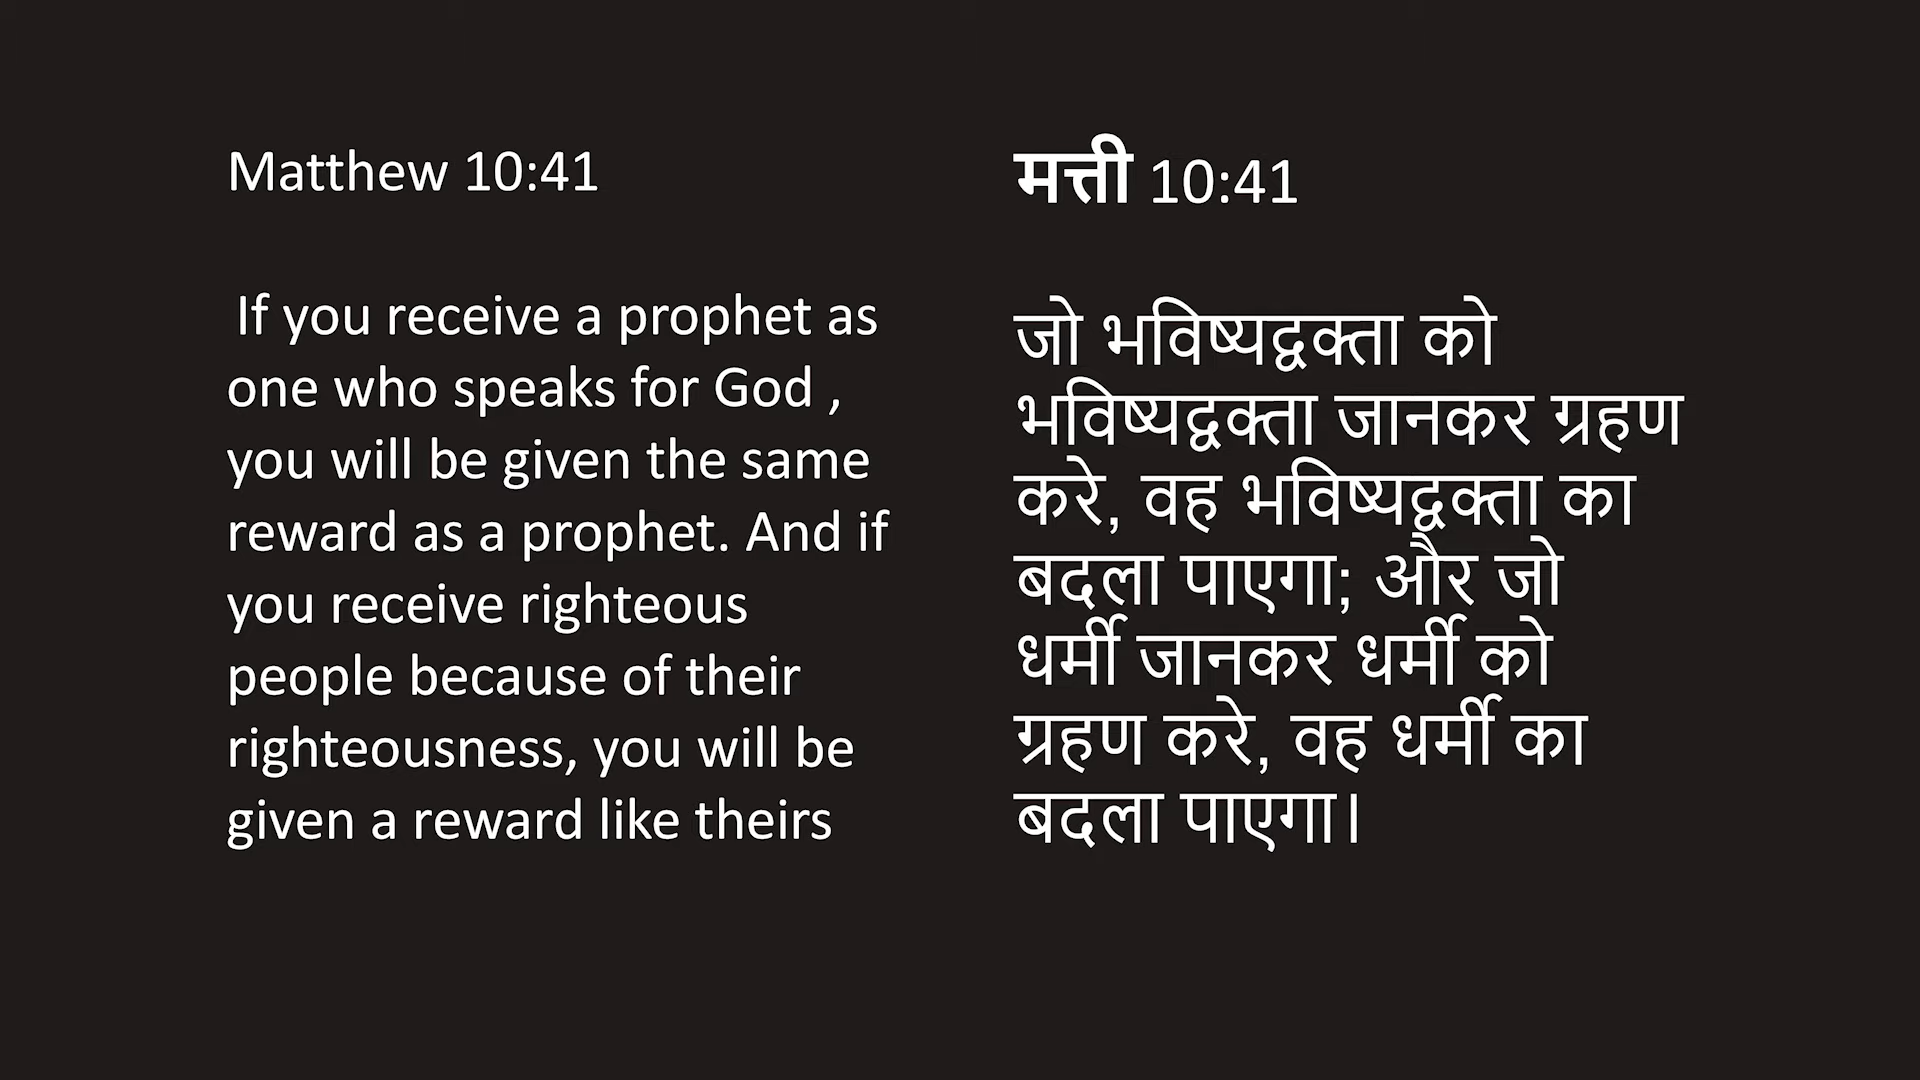 Matthew 10:41
If you receive a prophet as
one who speaks for God ,
you will be given the same
reward as a prophet. And if
you receive righteous
people because of their
righteousness, you will be
given a reward like theirs
मत्ती 10:41
जो भविष्यद्वक्ता को
भविष्यद्वक्ता जानकर ग्रहण
करे, वह भविष्यद्वक्ता का
बदला पाएगा; और जो
धर्मी जानकर धर्मी को
ग्रहण करे, वह धर्मी का
बदला पाएगा।